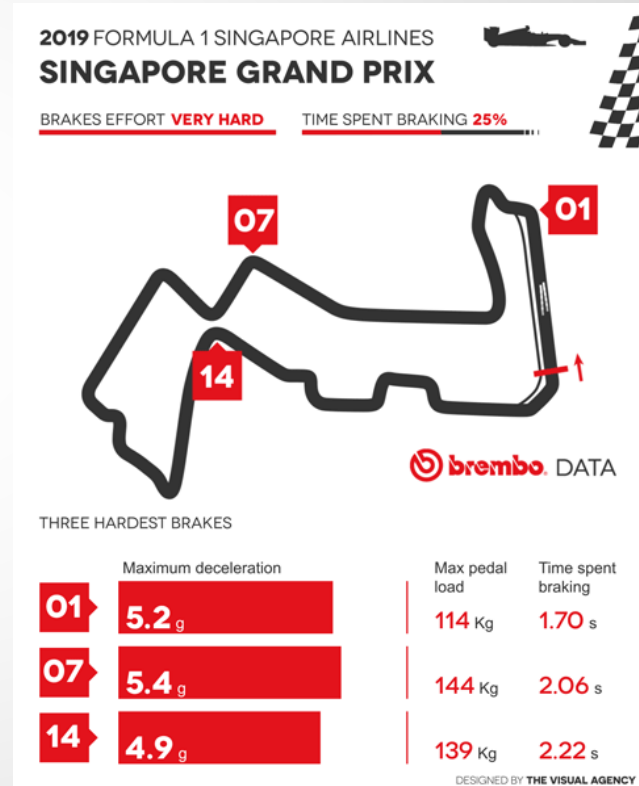 2019 FORMULA 1 SINGAPORE AIRLINES
SINGAPORE GRAND PRIX
BRAKES EFFORT VERY HARD
TIME SPENT BRAKING 25%
01
07
14
brembo. DATA
THREE HARDEST BRAKES
Maximum deceleration
Max pedal
load
Time spent
braking
01 5.2 g 114 Kg 1.70 s
07 5.4 g 144 Kg 2.06 s
14 4.9 g 139 Kg 2.22 s
DESIGNED BY THE VISUAL AGENCY